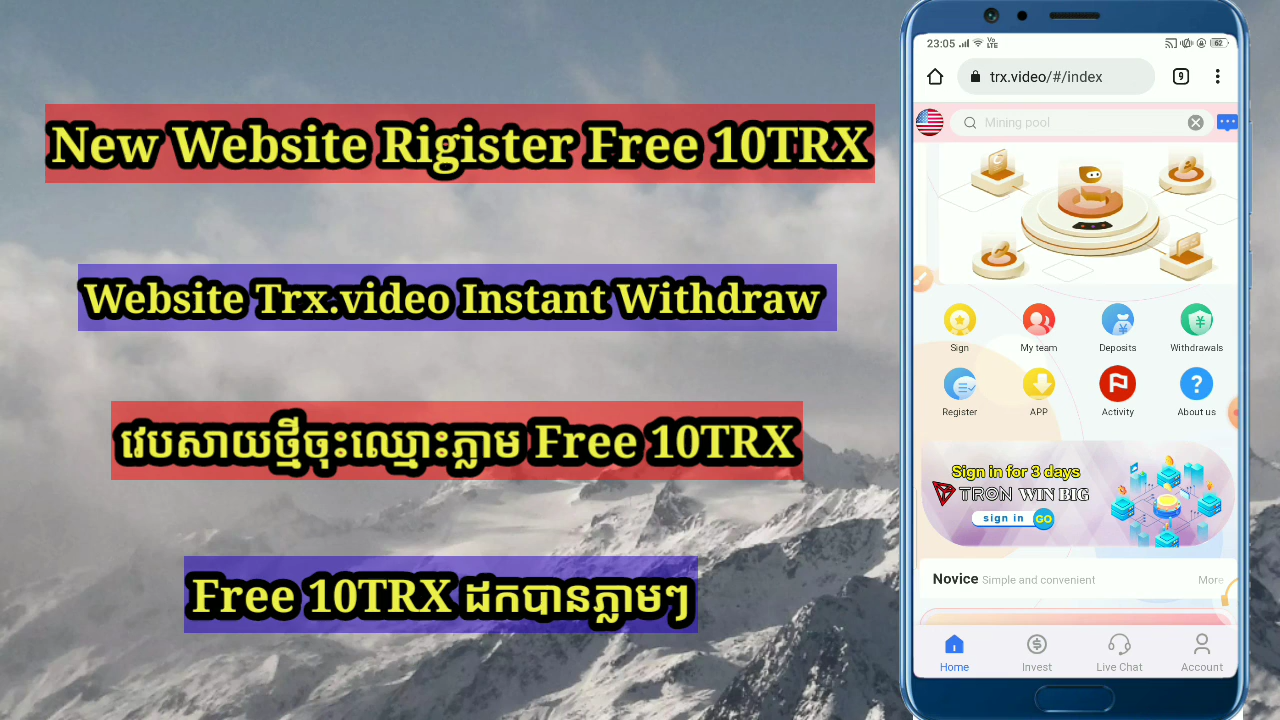 New Website Rigister Free 10TRX
Website Trx.video Instant Withdraw
វេបសាយថ្មីចុះឈ្មោះភ្លាម Free 10TRX
Free 10TRX ដកបានភ្លាមៗ
23:05 Vo LTE 62
trx.video/#/index 9
Mining pool
Sign My team Deposits Withdrawals
Register APP Activity About us
Sign in for 3 days
TRON WIN BIG
sign in GO
Novice Simple and convenient More
Home Invest Live Chat Account